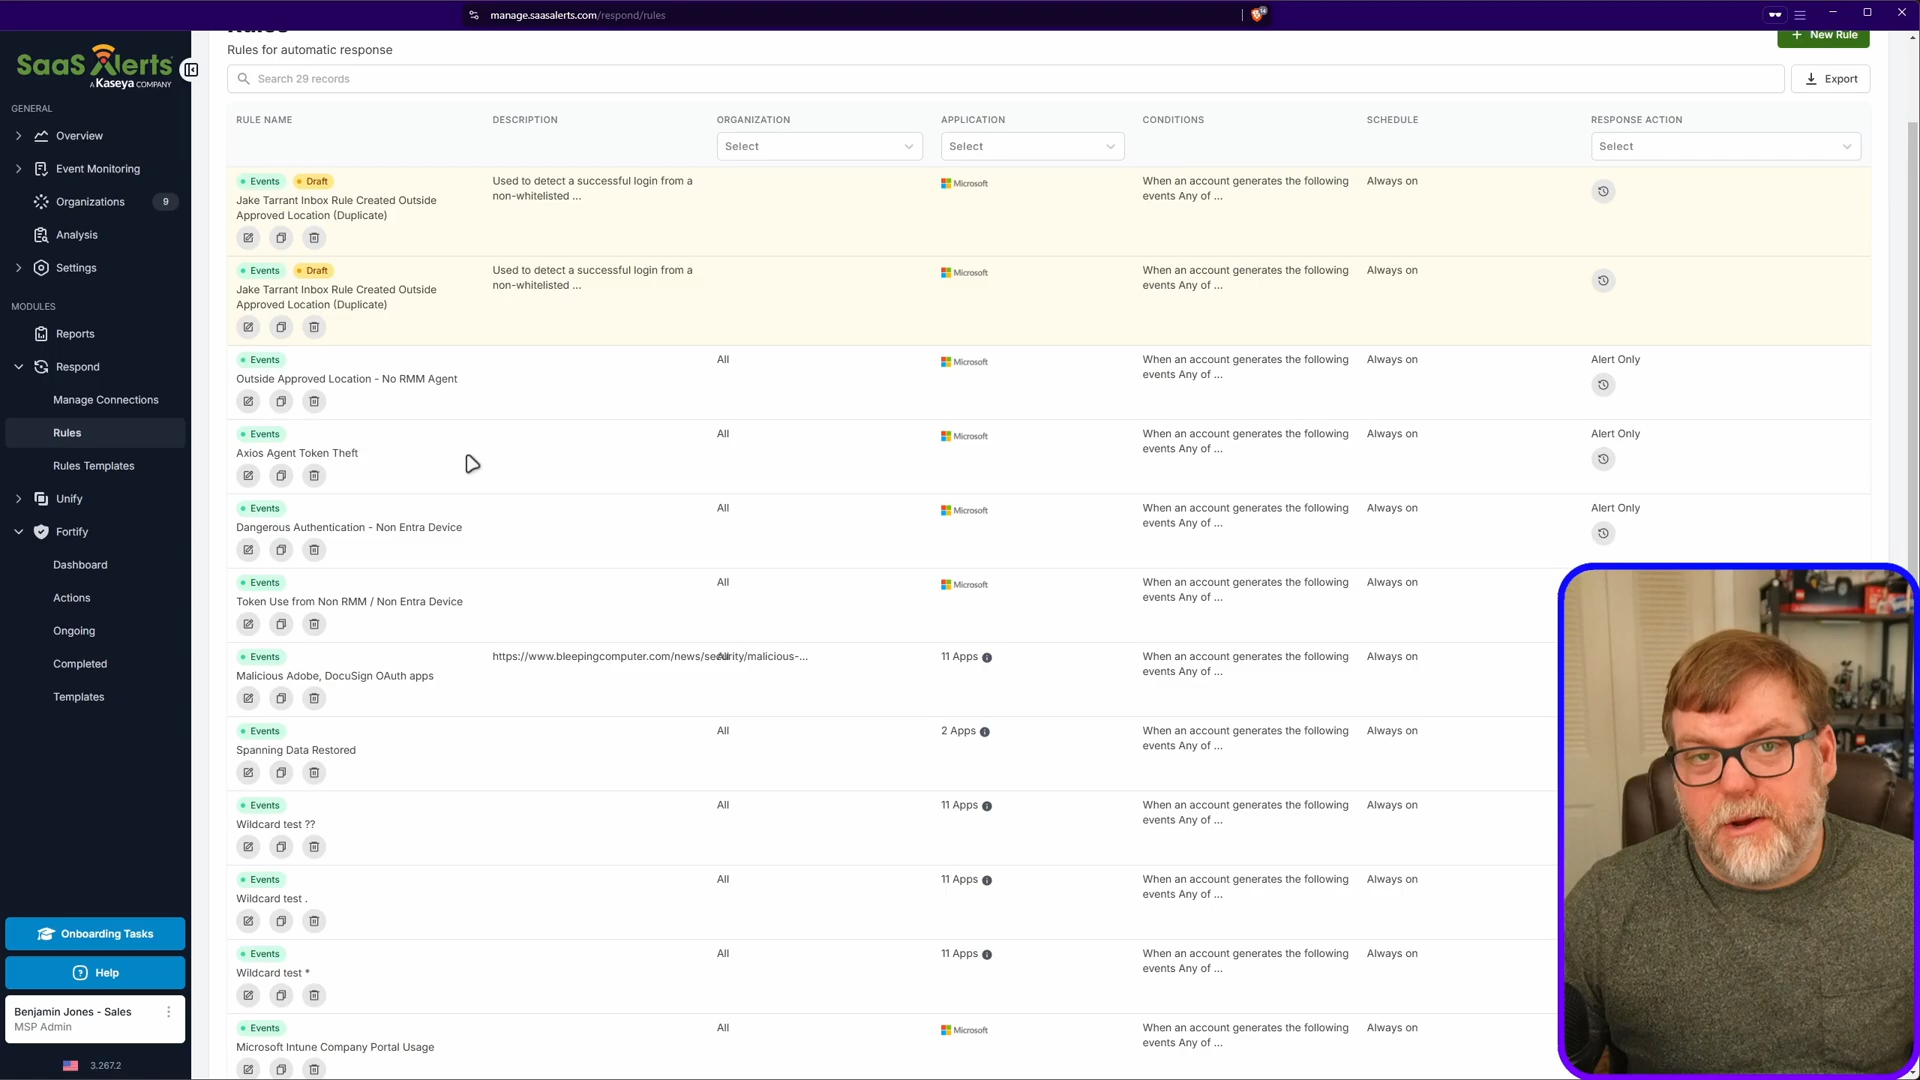 manage.saasalerts.com/respond/rules
14
SaaS Alerts
A Kaseya COMPANY
GENERAL
Overview
Event Monitoring
Organizations 9
Analysis
Settings
MODULES
Reports
Respond
Manage Connections
Rules
Rules Templates
Unify
Fortify
Dashboard
Actions
Ongoing
Completed
Templates
Onboarding Tasks
Help
Benjamin Jones - Sales
MSP Admin
3.267.2
Rules
Rules for automatic response
New Rule
Search 29 records
Export
RULE NAME DESCRIPTION ORGANIZATION APPLICATION CONDITIONS SCHEDULE RESPONSE ACTION
Select Select Select
Events Draft
Jake Tarrant Inbox Rule Created Outside
Approved Location (Duplicate)
Used to detect a successful login from a
non-whitelisted ...
Microsoft
When an account generates the following
events Any of ...
Always on
Events Draft
Jake Tarrant Inbox Rule Created Outside
Approved Location (Duplicate)
Used to detect a successful login from a
non-whitelisted ...
Microsoft
When an account generates the following
events Any of ...
Always on
Events
Outside Approved Location - No RMM Agent
All
Microsoft
When an account generates the following
events Any of ...
Always on
Alert Only
Events
Axios Agent Token Theft
All
Microsoft
When an account generates the following
events Any of ...
Always on
Alert Only
Events
Dangerous Authentication - Non Entra Device
All
Microsoft
When an account generates the following
events Any of ...
Always on
Alert Only
Events
Token Use from Non RMM / Non Entra Device
All
Microsoft
When an account generates the following
events Any of ...
Always on
Events
Malicious Adobe, DocuSign OAuth apps
https://www.bleepingcomputer.com/news/security/malicious-...
All
11 Apps
When an account generates the following
events Any of ...
Always on
Events
Spanning Data Restored
All
2 Apps
When an account generates the following
events Any of ...
Always on
Events
Wildcard test ??
All
11 Apps
When an account generates the following
events Any of ...
Always on
Events
Wildcard test .
All
11 Apps
When an account generates the following
events Any of ...
Always on
Events
Wildcard test *
All
11 Apps
When an account generates the following
events Any of ...
Always on
Events
Microsoft Intune Company Portal Usage
All
Microsoft
When an account generates the following
events Any of ...
Always on